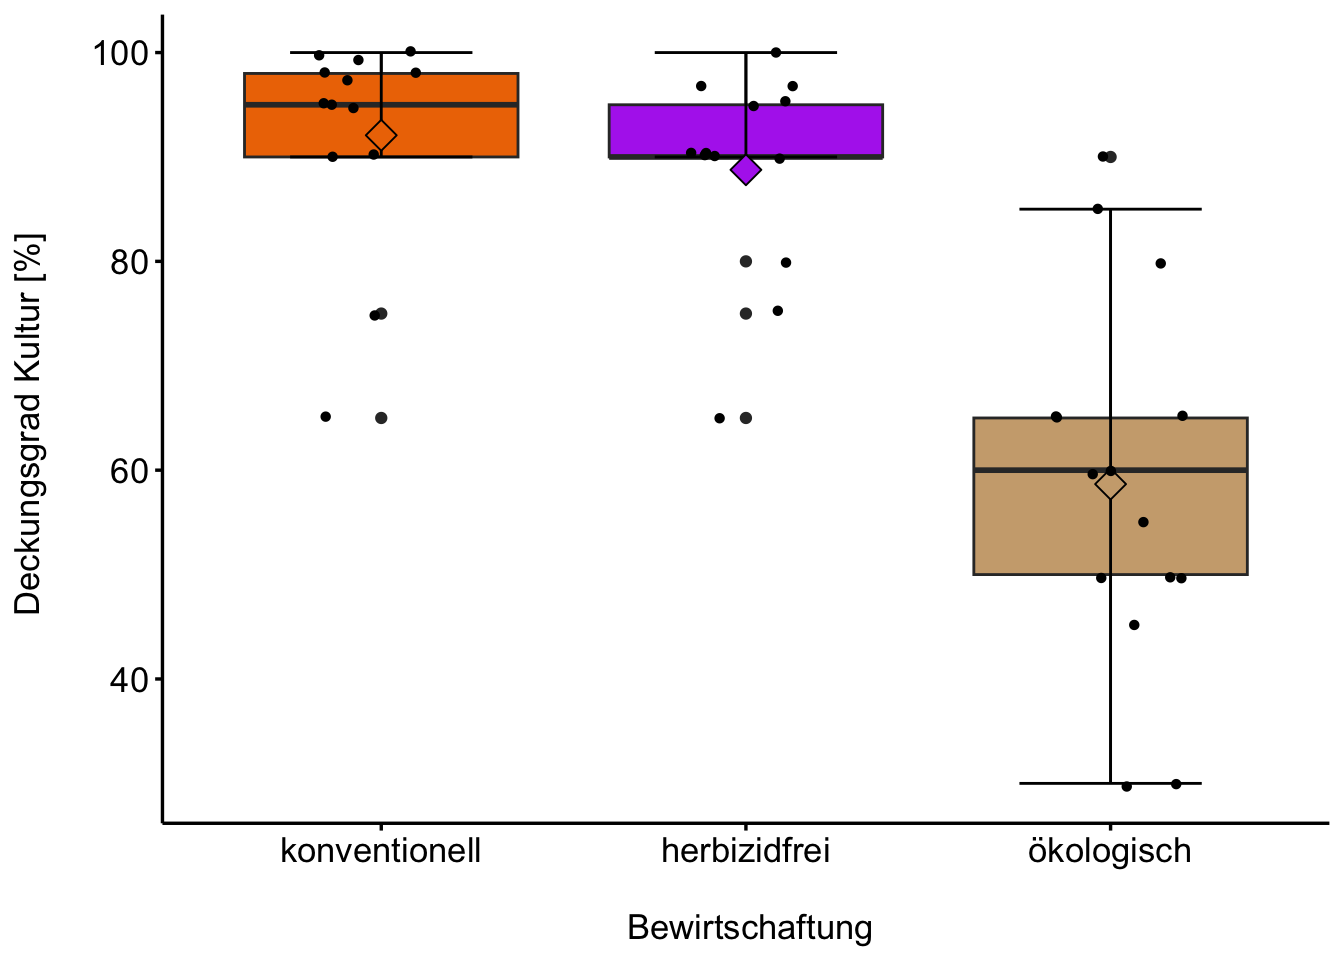 Deckungsgrad Kultur [%]
100
80
60
40
konventionell
herbizidfrei
ökologisch
Bewirtschaftung